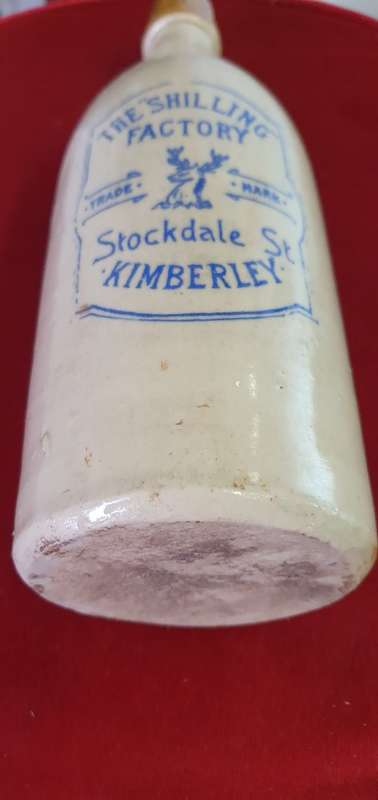 THE "SHILLING"
FACTORY
TRADE MARK
Stockdale St
·KIMBERLEY·